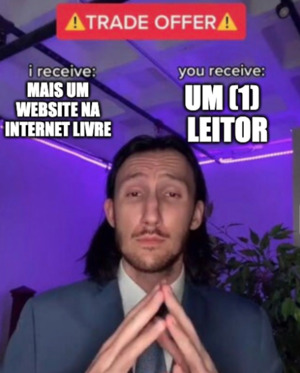 ⚠️TRADE OFFER⚠️
i receive:
MAIS UM
WEBSITE NA
INTERNET LIVRE
you receive:
UM (1)
LEITOR